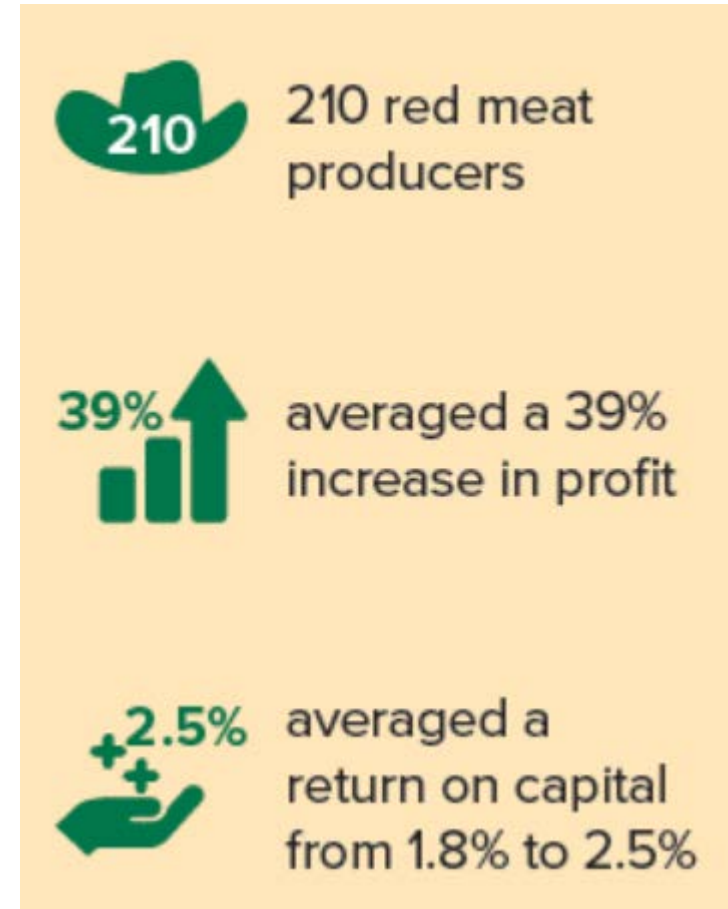 210
210 red meat
producers
39%
averaged a 39%
increase in profit
2.5%
averaged a
return on capital
from 1.8% to 2.5%